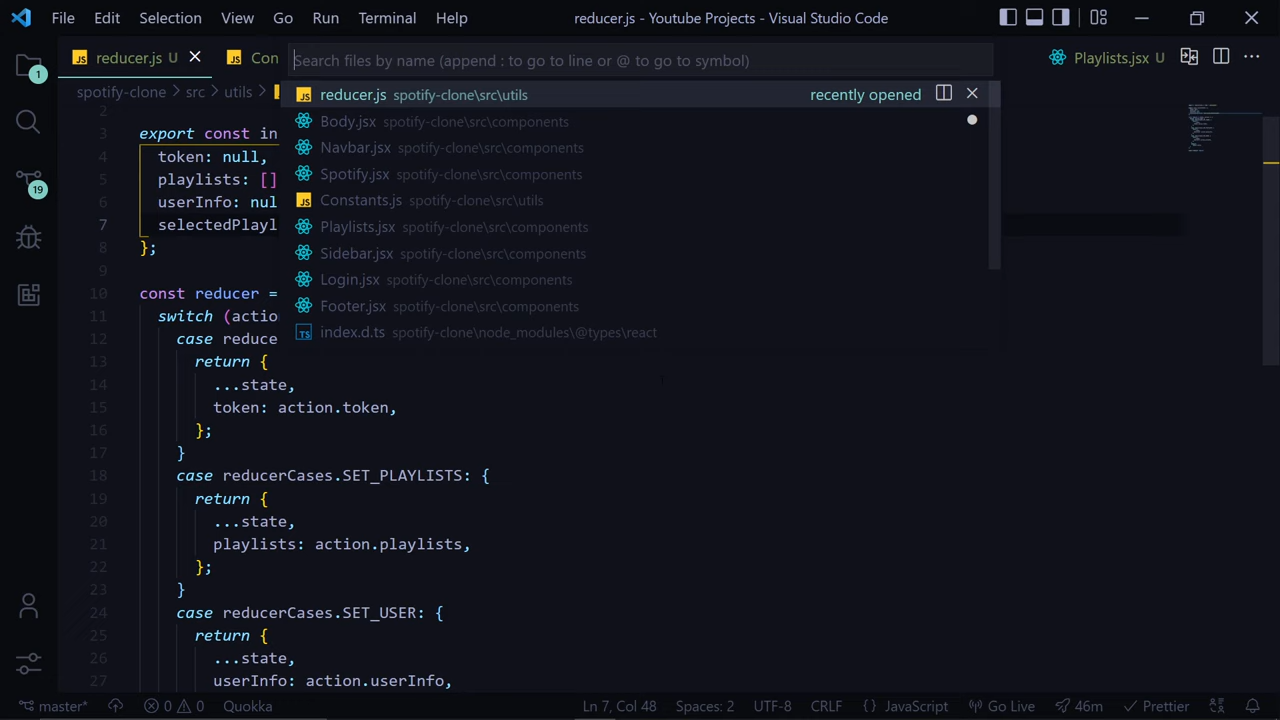 File Edit Selection View Go Run Terminal Help
reducer.js - Youtube Projects - Visual Studio Code
reducer.js U
Con
Search files by name (append : to go to line or @ to go to symbol)
Playlists.jsx U
spotify-clone > src > utils >
reducer.js spotify-clone\src\utils recently opened
Body.jsx spotify-clone\src\components
Navbar.jsx spotify-clone\src\components
Spotify.jsx spotify-clone\src\components
Constants.js spotify-clone\src\utils
Playlists.jsx spotify-clone\src\components
Sidebar.jsx spotify-clone\src\components
Login.jsx spotify-clone\src\components
Footer.jsx spotify-clone\src\components
index.d.ts spotify-clone\node_modules\@types\react
1
19
2
3 export const in
4 token: null,
5 playlists: []
6 userInfo: nul
7 selectedPlayl
8 };
9
10 const reducer =
11 switch (actio
12 case reduce
13 return {
14 ...state,
15 token: action.token,
16 };
17 }
18 case reducerCases.SET_PLAYLISTS: {
19 return {
20 ...state,
21 playlists: action.playlists,
22 };
23 }
24 case reducerCases.SET_USER: {
25 return {
26 ...state,
27 userInfo: action.userInfo,
master* 0 0 Quokka Ln 7, Col 48 Spaces: 2 UTF-8 CRLF {} JavaScript Go Live 46m Prettier